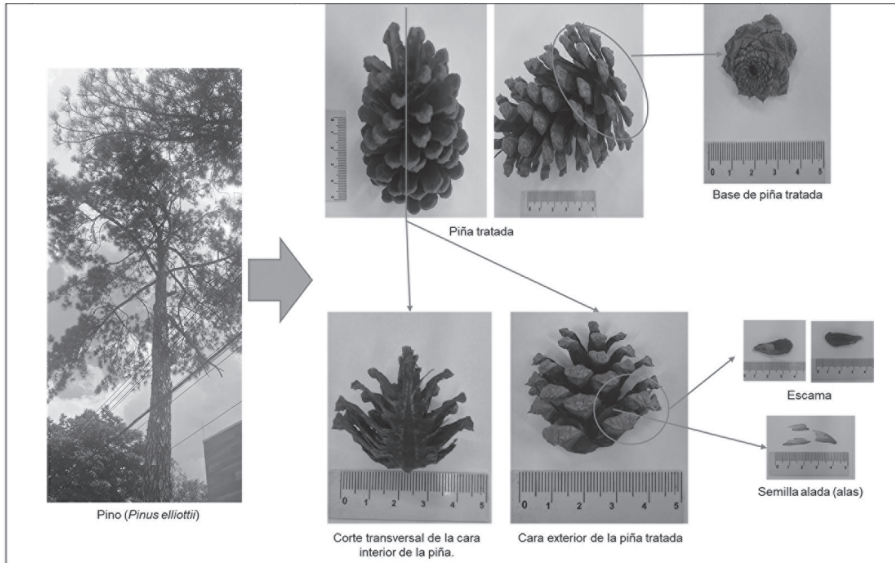 Piña tratada
Base de piña tratada
0 1 2 3 4 5
Pino (Pinus elliottii)
0 1 2 3 4 5
Corte transversal de la cara
interior de la piña.
0 1 2 3 4 5
Cara exterior de la piña tratada
Escama
Semilla alada (alas)